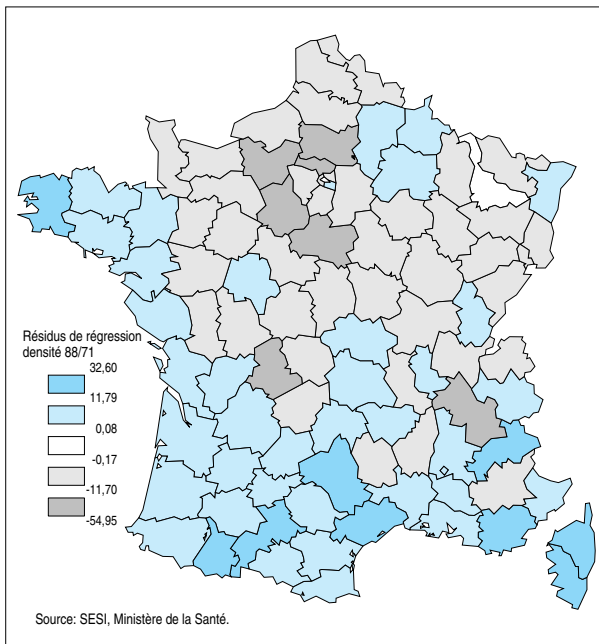 Résidus de régression
densité 88/71
32,60
11,79
0,08
-0,17
-11,70
-54,95
Source: SESI, Ministère de la Santé.